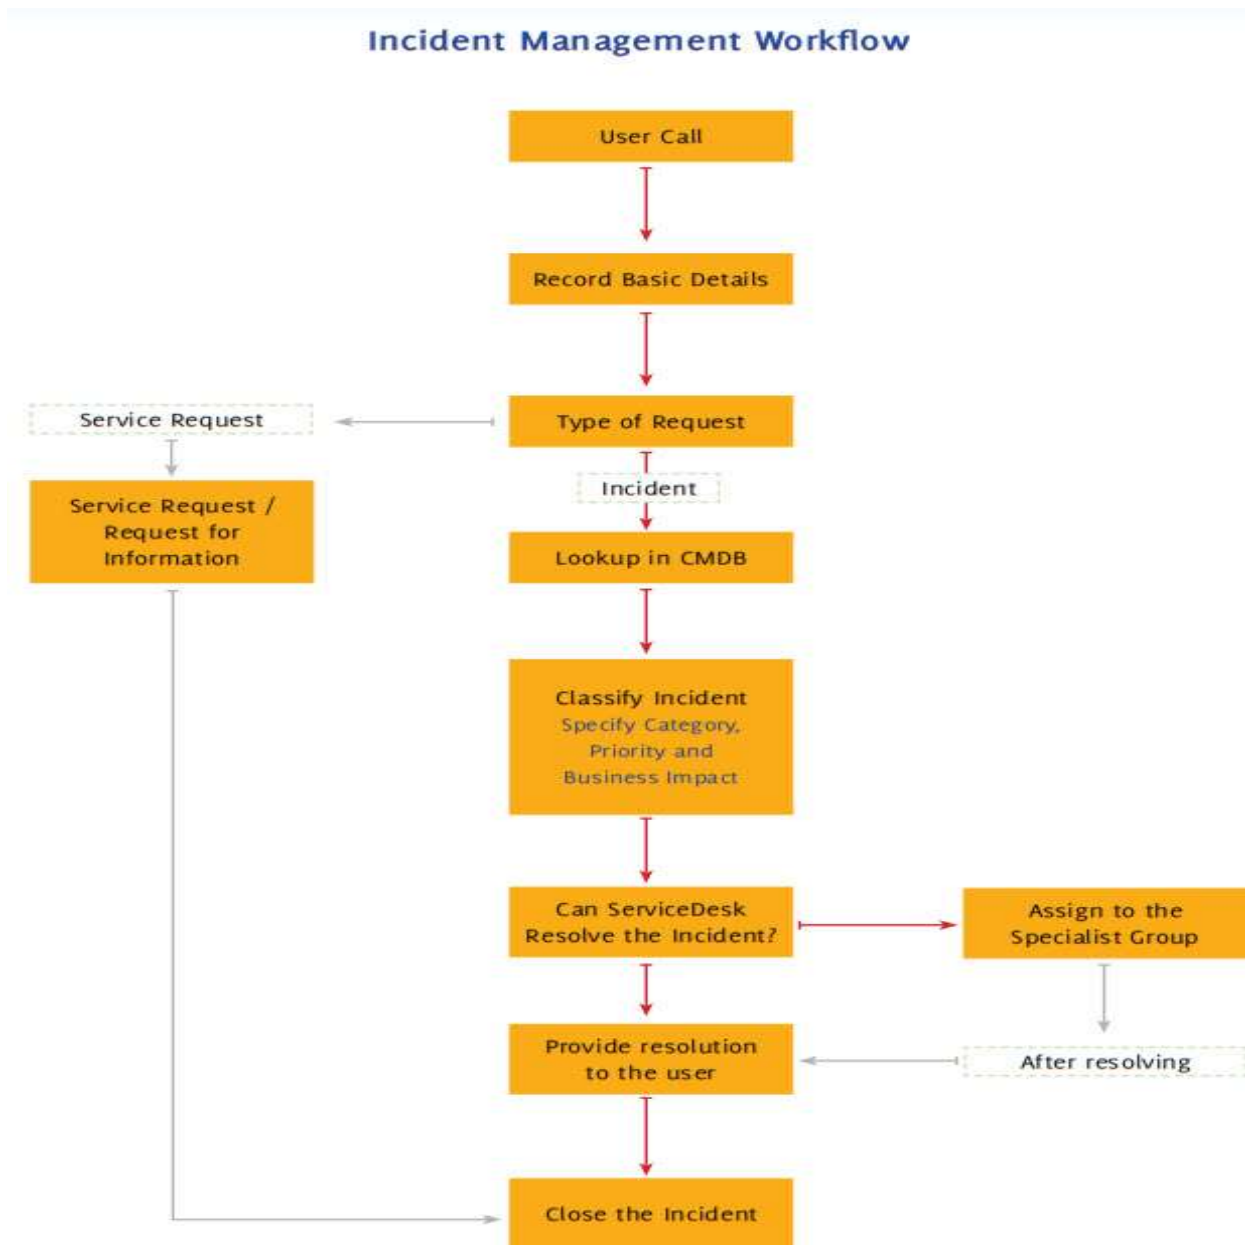 Incident Management Workflow
User Call
Record Basic Details
Service Request
Type of Request
Incident
Service Request /
Request for
Information
Lookup in CMDB
Classify Incident
Specify Category,
Priority and
Business Impact
Can ServiceDesk
Resolve the Incident?
Assign to the
Specialist Group
Provide resolution
to the user
After resolving
Close the Incident